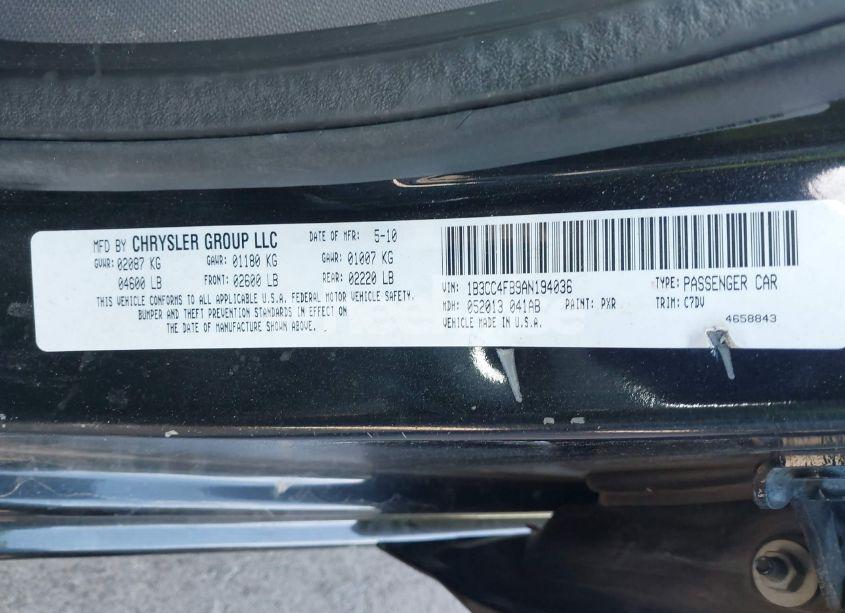 MFD BY CHRYSLER GROUP LLC DATE OF MFR: 5-10
GVWR: 02087 KG GAWR: 01180 KG GAWR: 01007 KG
04600 LB FRONT: 02600 LB REAR: 02220 LB
THIS VEHICLE CONFORMS TO ALL APPLICABLE U.S.A. FEDERAL MOTOR VEHICLE SAFETY,
BUMPER AND THEFT PREVENTION STANDARDS IN EFFECT ON
THE DATE OF MANUFACTURE SHOWN ABOVE.
VIN: 1B3CC4FB9AN194036 TYPE: PASSENGER CAR
MDH: 052013 041AB PAINT: PXR TRIM: C7DV
VEHICLE MADE IN U.S.A. 4658843